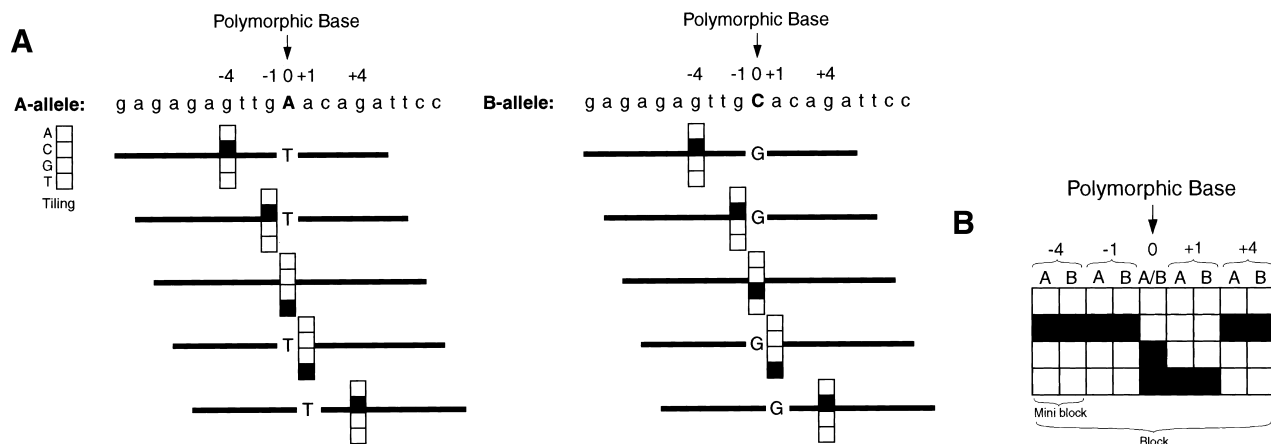 A
Polymorphic Base
-4 -1 0 +1 +4
A-allele: g a g a g a g t t g A a c a g a t t c c
A
C
G
T
Tiling
T
T
T
T
Polymorphic Base
-4 -1 0 +1 +4
B-allele: g a g a g a g t t g C a c a g a t t c c
G
G
G
G
B
Polymorphic Base
-4 -1 0 +1 +4
A B A B A/B A B A B
Mini block
Block